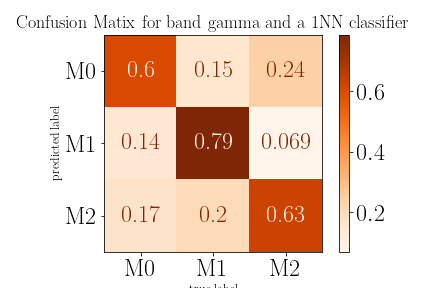 Confusion Matix for band gamma and a 1NN classifier
M0 0.6 0.15 0.24
M1 0.14 0.79 0.069
M2 0.17 0.2 0.63
M0 M1 M2
predicted label
true label
0.6
0.4
0.2